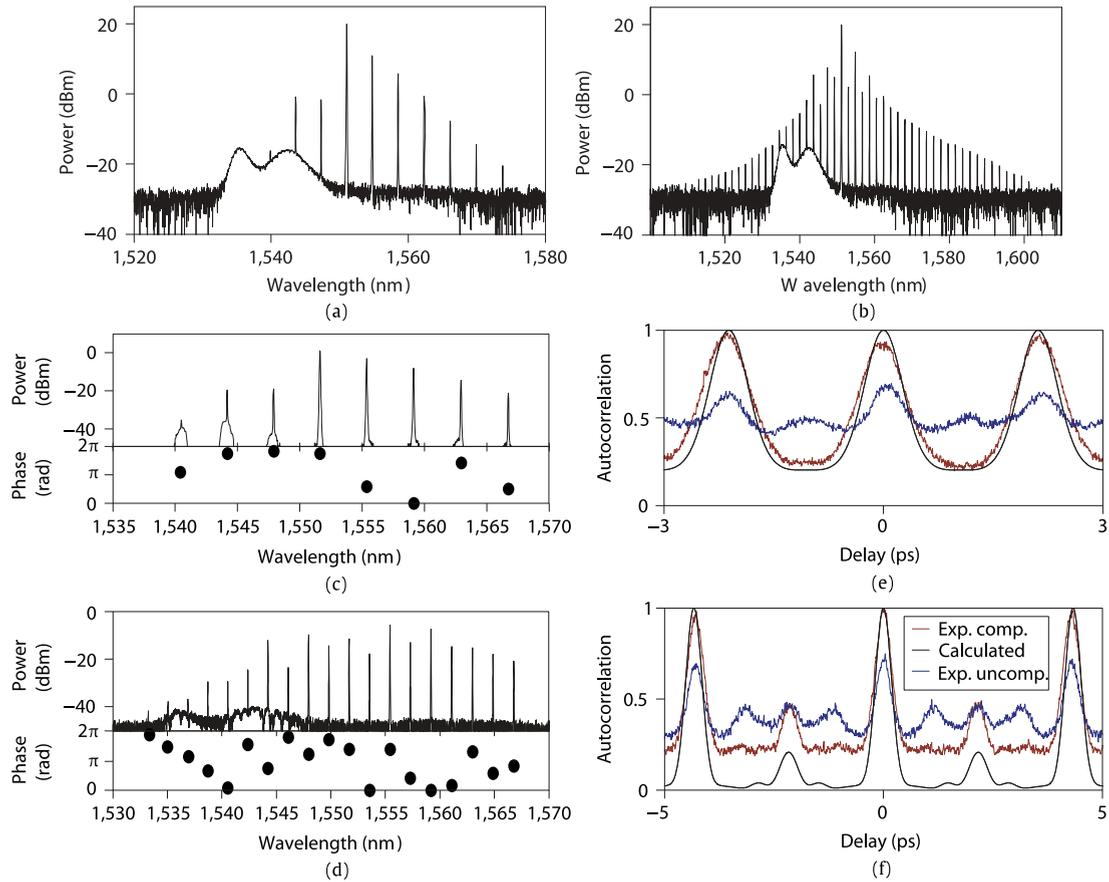 20
0
−20
−40
Power (dBm)
1,520 1,540 1,560 1,580
Wavelength (nm)
(a)
20
0
−20
−40
Power (dBm)
1,520 1,540 1,560 1,580 1,600
W avelength (nm)
(b)
0
−20
−40
Power (dBm)
2π
π
0
Phase (rad)
1,535 1,540 1,545 1,550 1,555 1,560 1,565 1,570
Wavelength (nm)
(c)
1
0.5
0
Autocorrelation
−3 0 3
Delay (ps)
(e)
0
−20
−40
Power (dBm)
2π
π
0
Phase (rad)
1,530 1,535 1,540 1,545 1,550 1,555 1,560 1,565 1,570
Wavelength (nm)
(d)
1
0.5
0
Autocorrelation
Exp. comp.
Calculated
Exp. uncomp.
−5 0 5
Delay (ps)
(f)